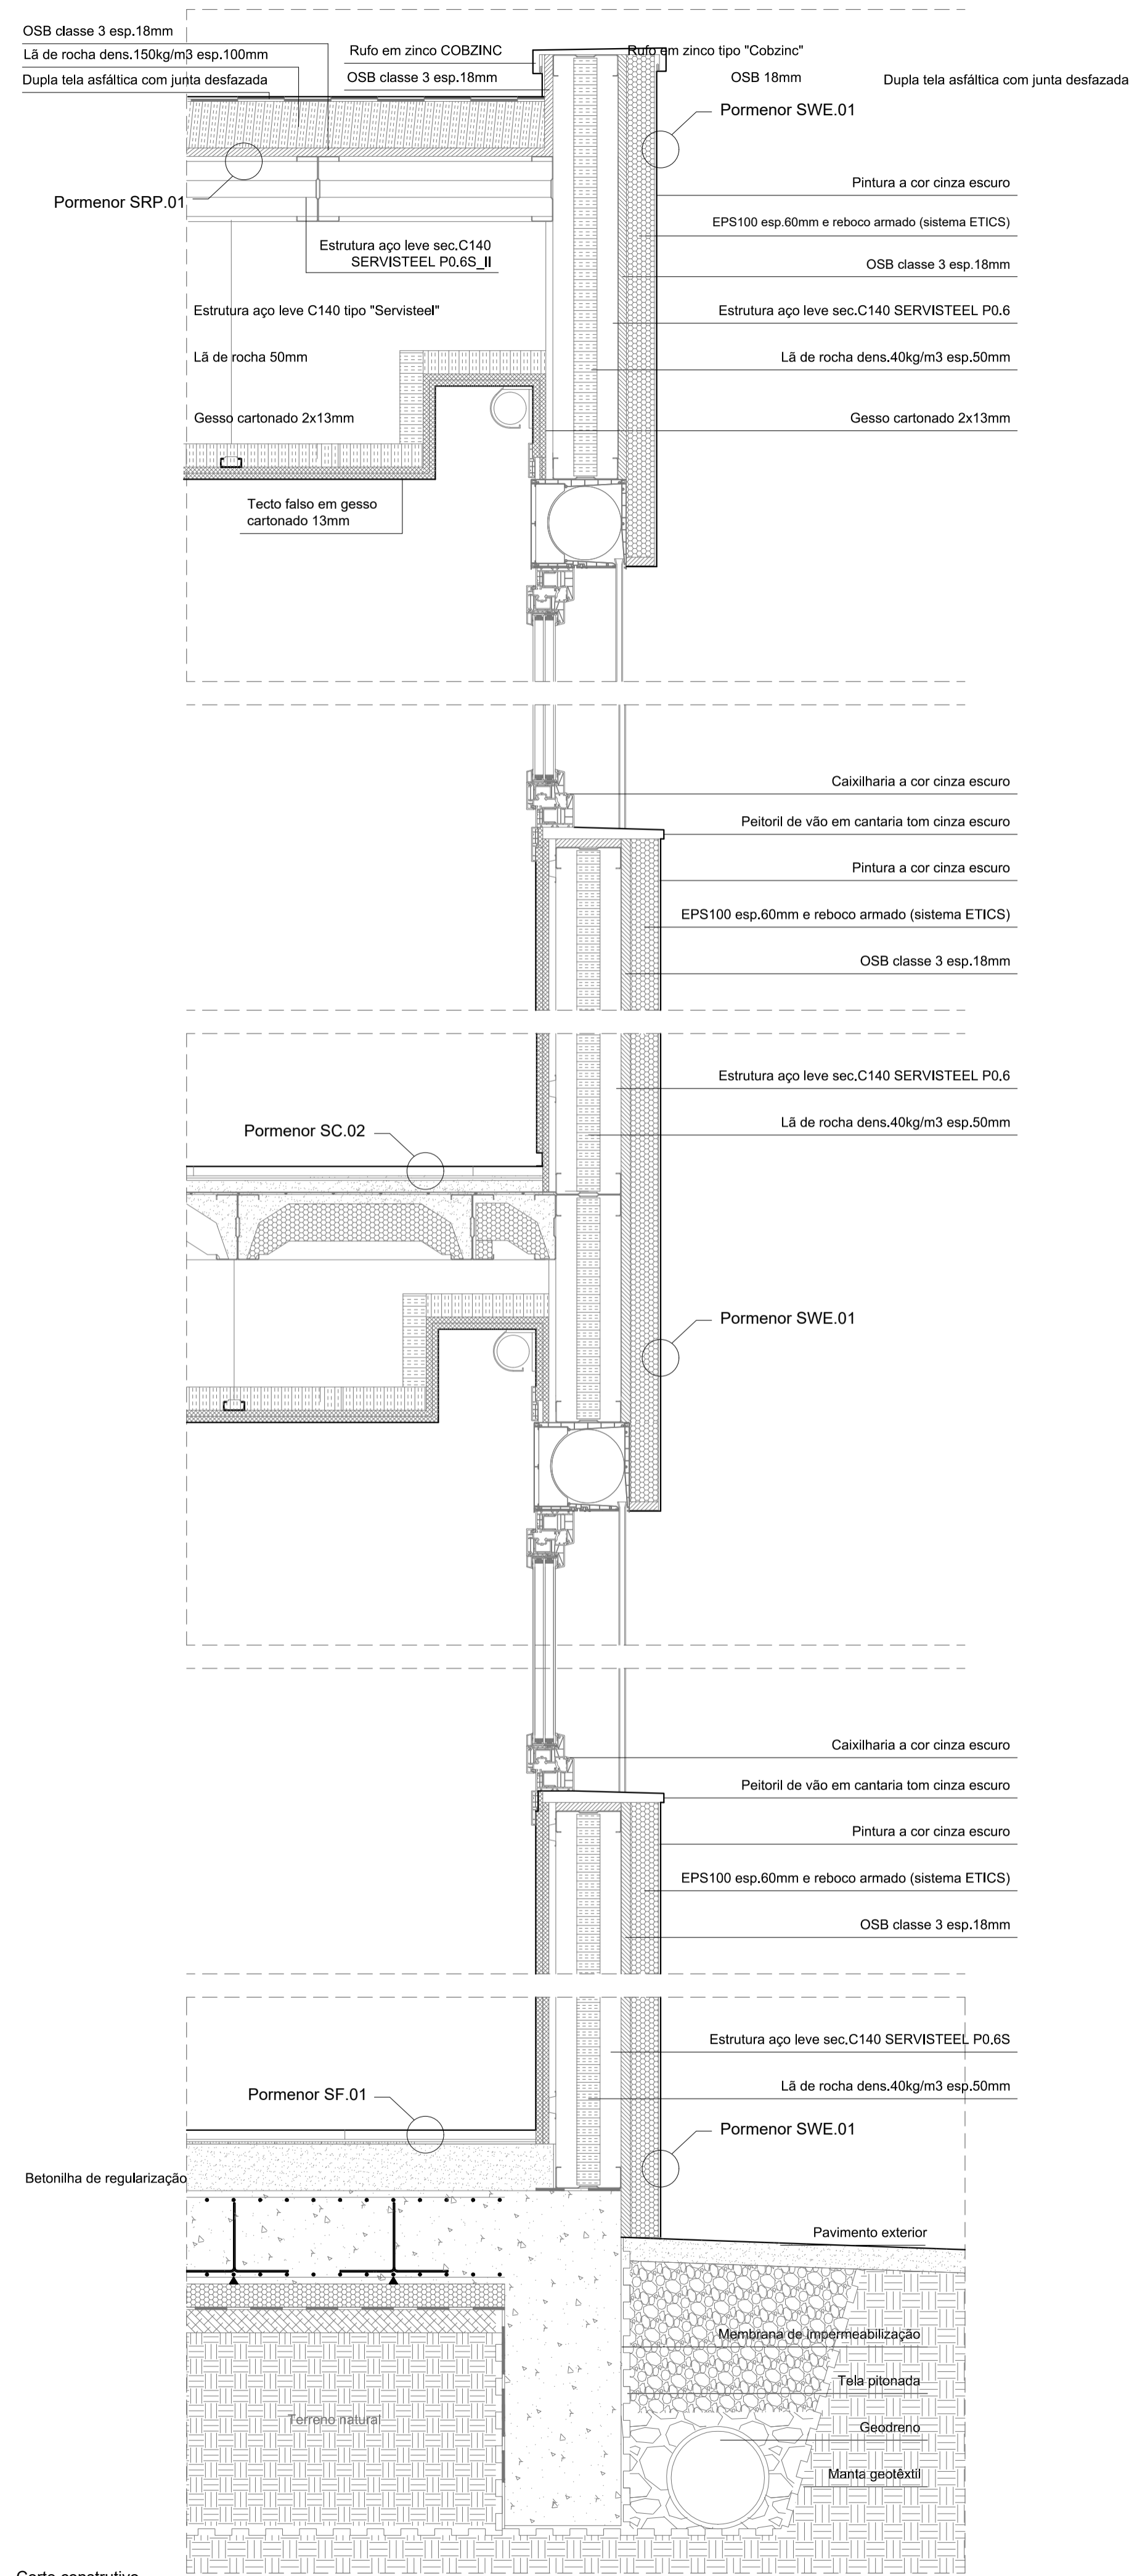 OSB classe 3 esp.18mm
Lã de rocha dens.150kg/m3 esp.100mm
Dupla tela asfáltica com junta desfazada
Rufo em zinco COBZINC
OSB classe 3 esp.18mm
Rufo em zinco tipo "Cobzinc"
OSB 18mm
Dupla tela asfáltica com junta desfazada
Pormenor SWE.01
Pormenor SRP.01
Pintura a cor cinza escuro
EPS100 esp.60mm e reboco armado (sistema ETICS)
Estrutura aço leve sec.C140
SERVISTEEL P0.6S_II
OSB classe 3 esp.18mm
Estrutura aço leve C140 tipo "Servisteel"
Estrutura aço leve sec.C140 SERVISTEEL P0.6
Lã de rocha 50mm
Lã de rocha dens.40kg/m3 esp.50mm
Gesso cartonado 2x13mm
Gesso cartonado 2x13mm
Tecto falso em gesso
cartonado 13mm
Caixilharia a cor cinza escuro
Peitoril de vão em cantaria tom cinza escuro
Pintura a cor cinza escuro
EPS100 esp.60mm e reboco armado (sistema ETICS)
OSB classe 3 esp.18mm
Estrutura aço leve sec.C140 SERVISTEEL P0.6
Lã de rocha dens.40kg/m3 esp.50mm
Pormenor SC.02
Pormenor SWE.01
Caixilharia a cor cinza escuro
Peitoril de vão em cantaria tom cinza escuro
Pintura a cor cinza escuro
EPS100 esp.60mm e reboco armado (sistema ETICS)
OSB classe 3 esp.18mm
Estrutura aço leve sec.C140 SERVISTEEL P0.6S
Lã de rocha dens.40kg/m3 esp.50mm
Pormenor SF.01
Pormenor SWE.01
Betonilha de regularização
Pavimento exterior
Membrana de impermeabilização
Tela pitonada
Terreno natural
Geodreno
Manta geotêxtil
Corte construtivo